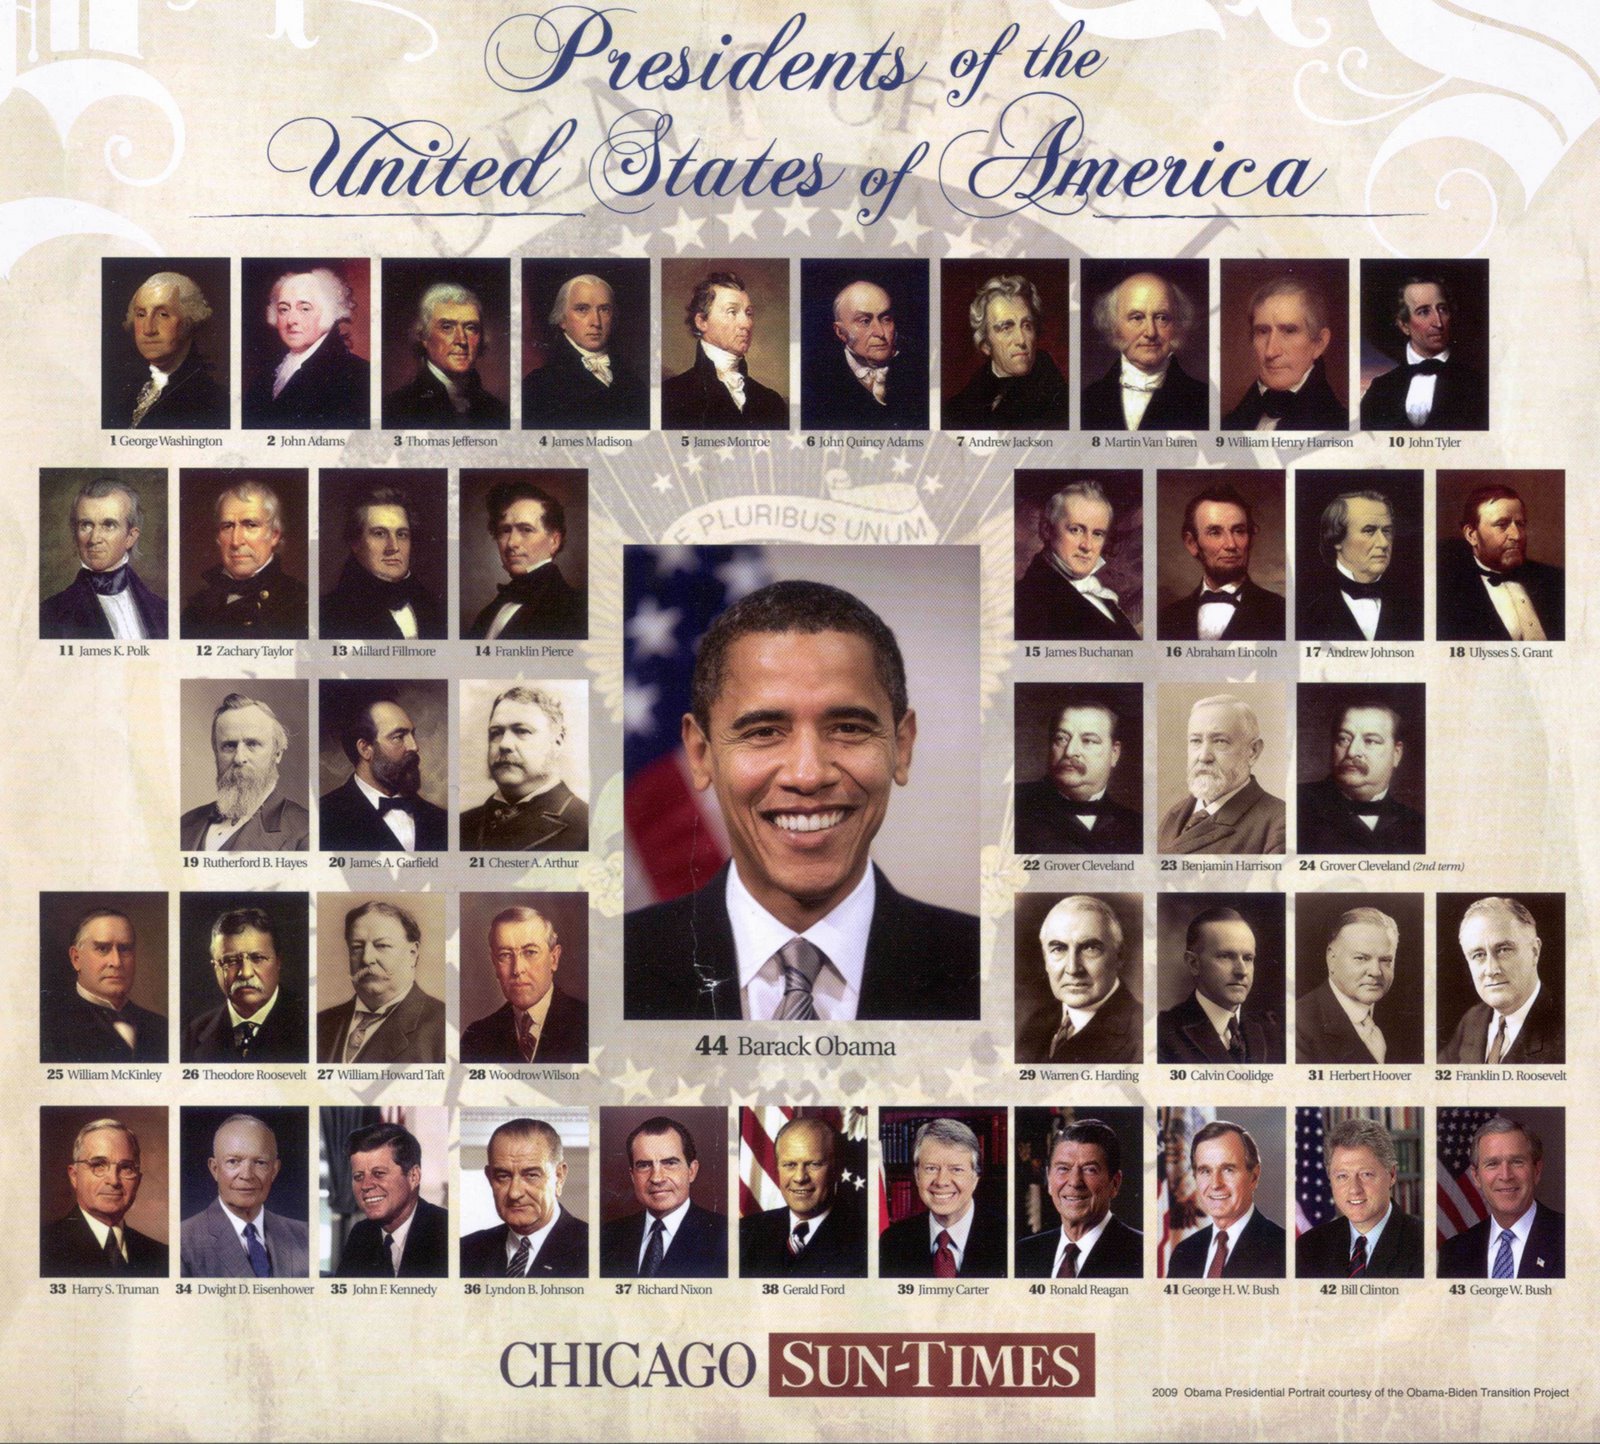 Presidents of the
United States of America
E PLURIBUS UNUM
1 George Washington
2 John Adams
3 Thomas Jefferson
4 James Madison
5 James Monroe
6 John Quincy Adams
7 Andrew Jackson
8 Martin Van Buren
9 William Henry Harrison
10 John Tyler
11 James K. Polk
12 Zachary Taylor
13 Millard Fillmore
14 Franklin Pierce
15 James Buchanan
16 Abraham Lincoln
17 Andrew Johnson
18 Ulysses S. Grant
19 Rutherford B. Hayes
20 James A. Garfield
21 Chester A. Arthur
22 Grover Cleveland
23 Benjamin Harrison
24 Grover Cleveland (2nd term)
44 Barack Obama
25 William McKinley
26 Theodore Roosevelt
27 William Howard Taft
28 Woodrow Wilson
29 Warren G. Harding
30 Calvin Coolidge
31 Herbert Hoover
32 Franklin D. Roosevelt
33 Harry S. Truman
34 Dwight D. Eisenhower
35 John F. Kennedy
36 Lyndon B. Johnson
37 Richard Nixon
38 Gerald Ford
39 Jimmy Carter
40 Ronald Reagan
41 George H. W. Bush
42 Bill Clinton
43 George W. Bush
CHICAGO SUN-TIMES
2009 Obama Presidential Portrait courtesy of the Obama-Biden Transition Project